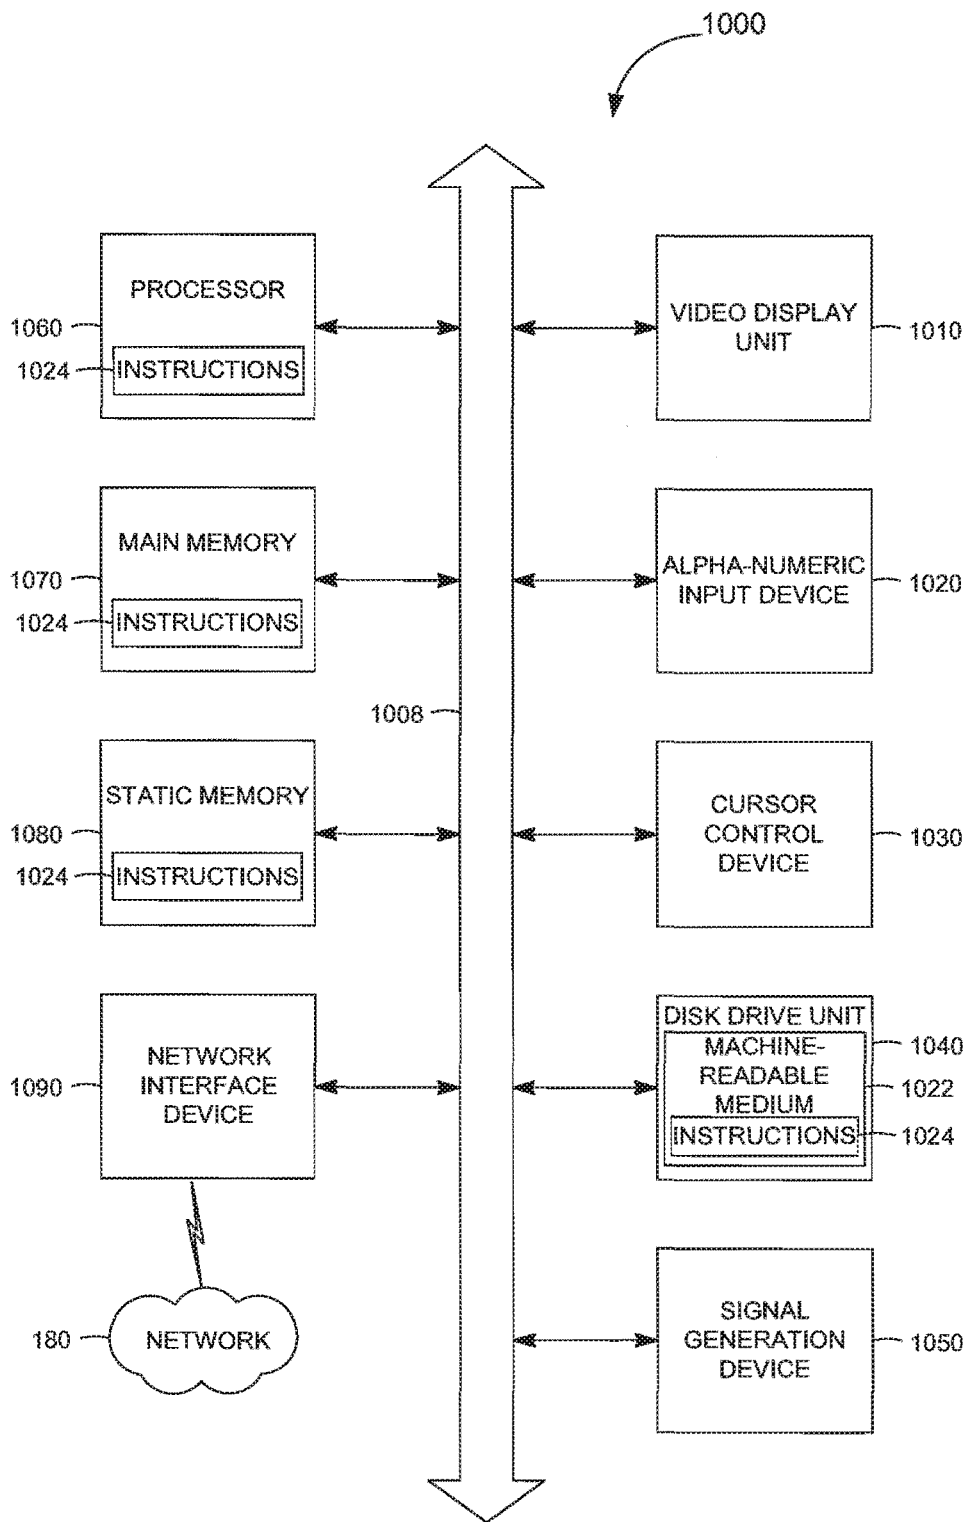 1000
PROCESSOR
1060
1024
INSTRUCTIONS
VIDEO DISPLAY
UNIT
1010
MAIN MEMORY
1070
1024
INSTRUCTIONS
ALPHA-NUMERIC
INPUT DEVICE
1020
1008
STATIC MEMORY
1080
1024
INSTRUCTIONS
CURSOR
CONTROL
DEVICE
1030
NETWORK
INTERFACE
DEVICE
1090
DISK DRIVE UNIT
1040
MACHINE-
READABLE
MEDIUM
1022
INSTRUCTIONS
1024
180
NETWORK
SIGNAL
GENERATION
DEVICE
1050